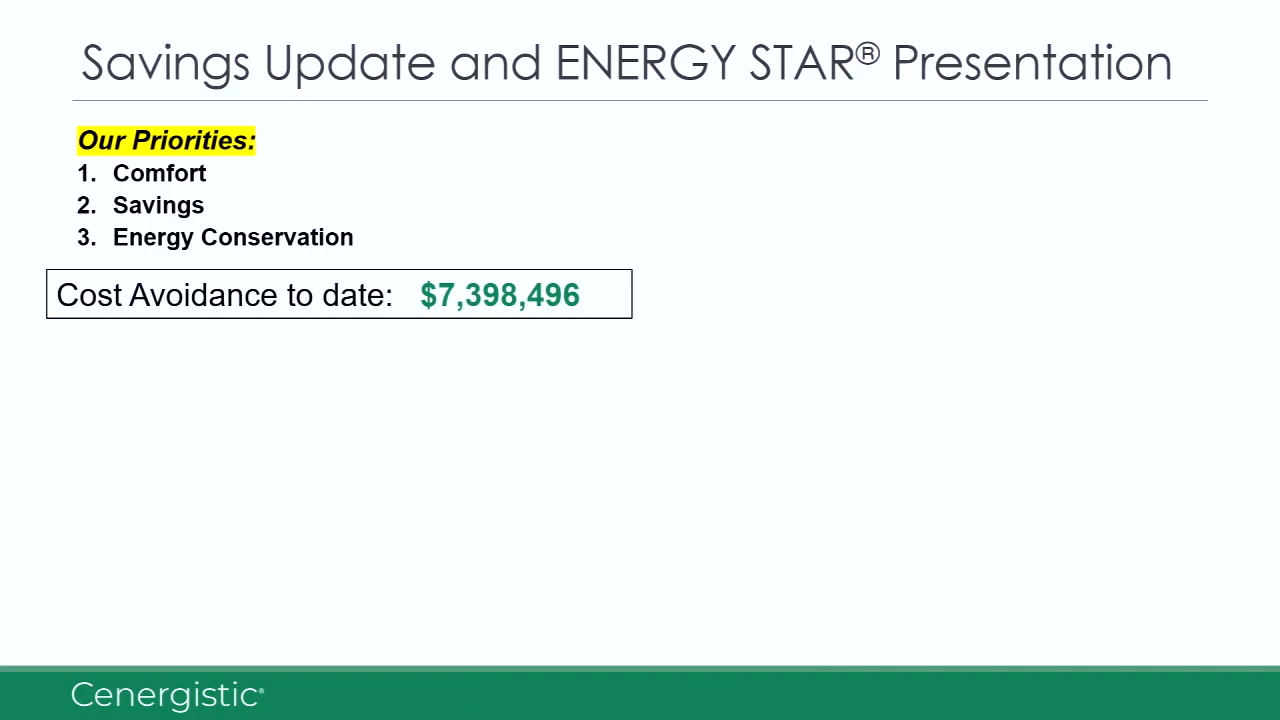 Savings Update and ENERGY STAR® Presentation
Our Priorities:
1. Comfort
2. Savings
3. Energy Conservation
Cost Avoidance to date: $7,398,496
Cenergistic®